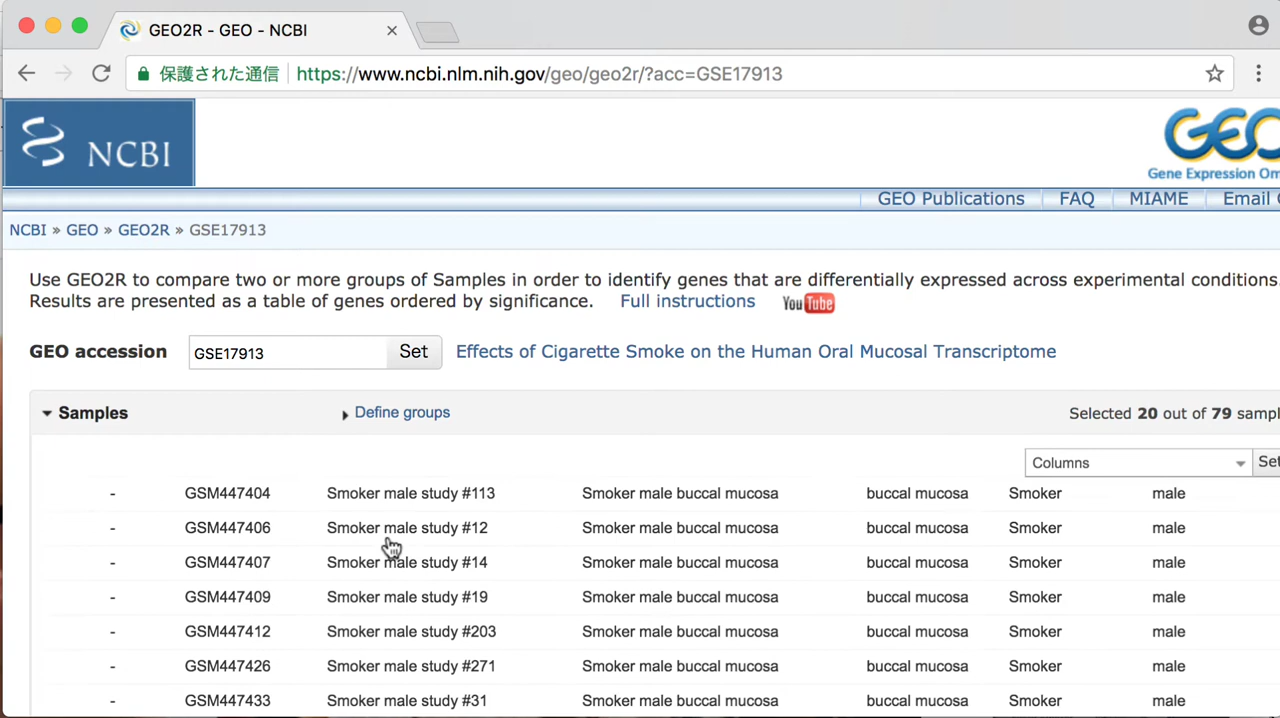 GEO2R - GEO - NCBI
保護された通信 https://www.ncbi.nlm.nih.gov/geo/geo2r/?acc=GSE17913
NCBI
GEO
Gene Expression Om
GEO Publications FAQ MIAME Email
NCBI » GEO » GEO2R » GSE17913
Use GEO2R to compare two or more groups of Samples in order to identify genes that are differentially expressed across experimental conditions.
Results are presented as a table of genes ordered by significance. Full instructions YouTube
GEO accession GSE17913 Set Effects of Cigarette Smoke on the Human Oral Mucosal Transcriptome
Samples Define groups Selected 20 out of 79 sampl
Columns Set
- GSM447404 Smoker male study #113 Smoker male buccal mucosa buccal mucosa Smoker male
- GSM447406 Smoker male study #12 Smoker male buccal mucosa buccal mucosa Smoker male
- GSM447407 Smoker male study #14 Smoker male buccal mucosa buccal mucosa Smoker male
- GSM447409 Smoker male study #19 Smoker male buccal mucosa buccal mucosa Smoker male
- GSM447412 Smoker male study #203 Smoker male buccal mucosa buccal mucosa Smoker male
- GSM447426 Smoker male study #271 Smoker male buccal mucosa buccal mucosa Smoker male
- GSM447433 Smoker male study #31 Smoker male buccal mucosa buccal mucosa Smoker male